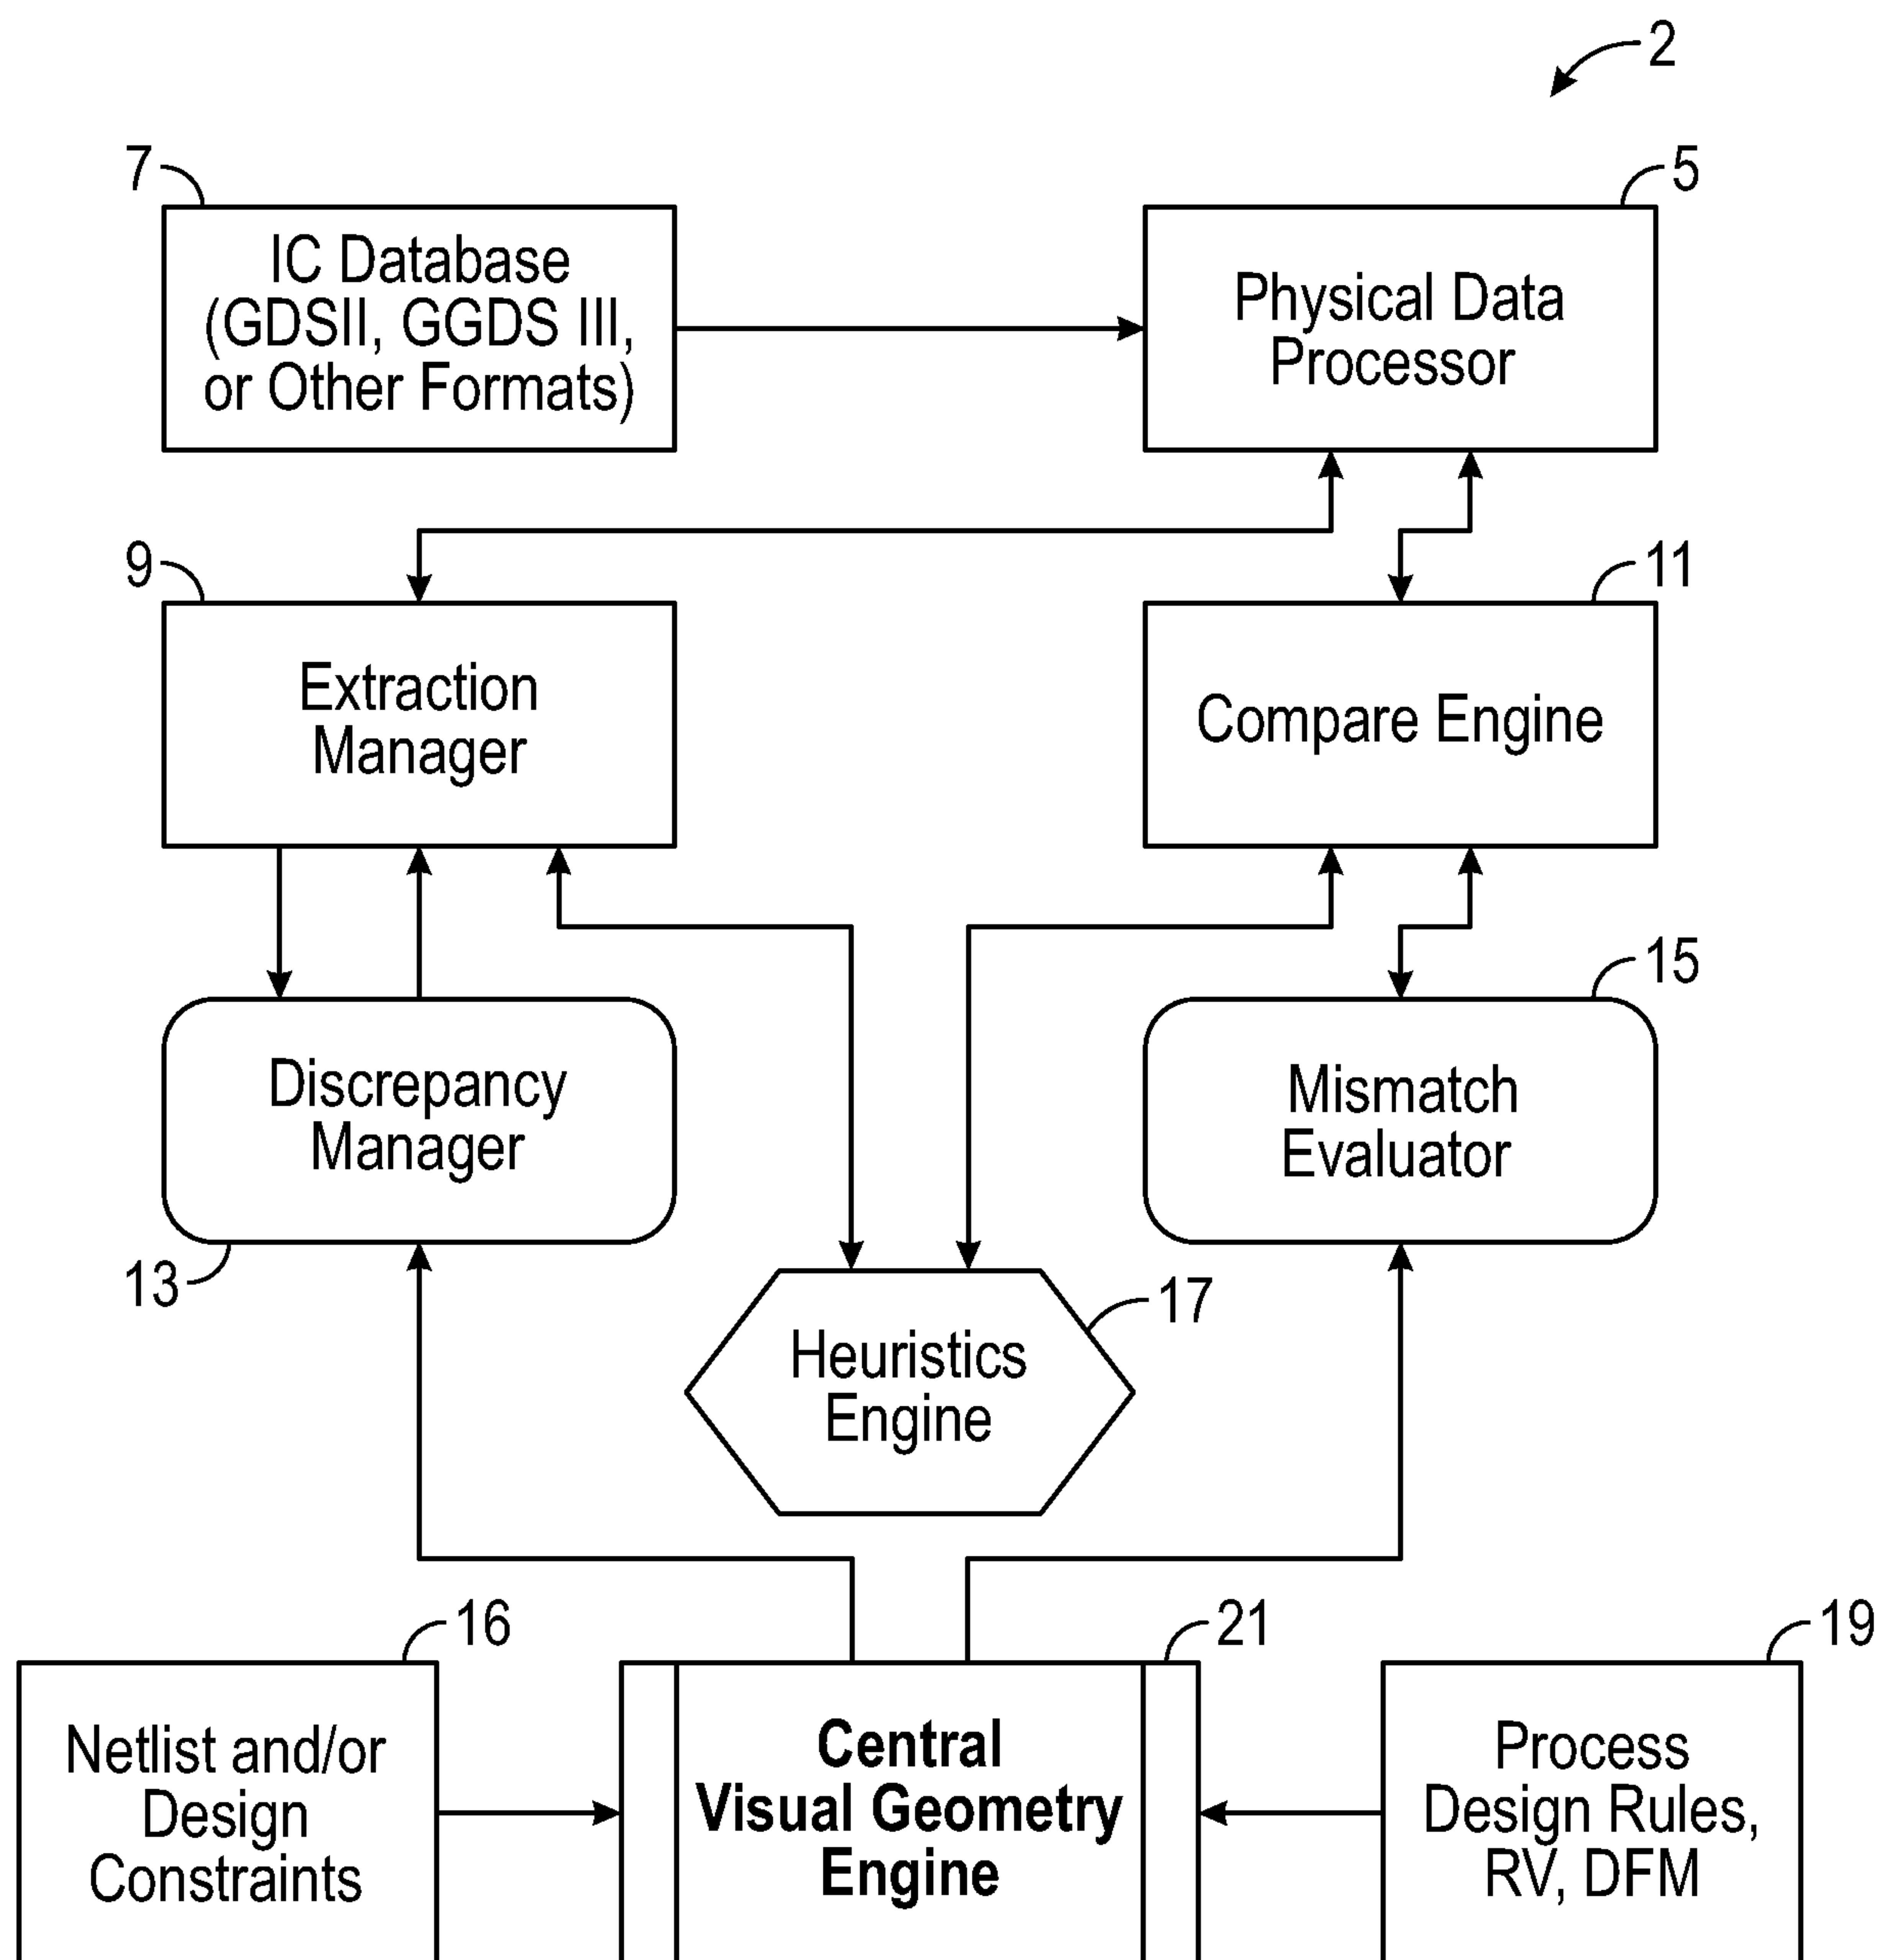 2
7
5
IC Database
(GDSII, GGDS III,
or Other Formats)
Physical Data
Processor
9
11
Extraction
Manager
Compare Engine
15
Discrepancy
Manager
Mismatch
Evaluator
13
17
Heuristics
Engine
16
21
19
Netlist and/or
Design
Constraints
Central
Visual Geometry
Engine
Process
Design Rules,
RV, DFM